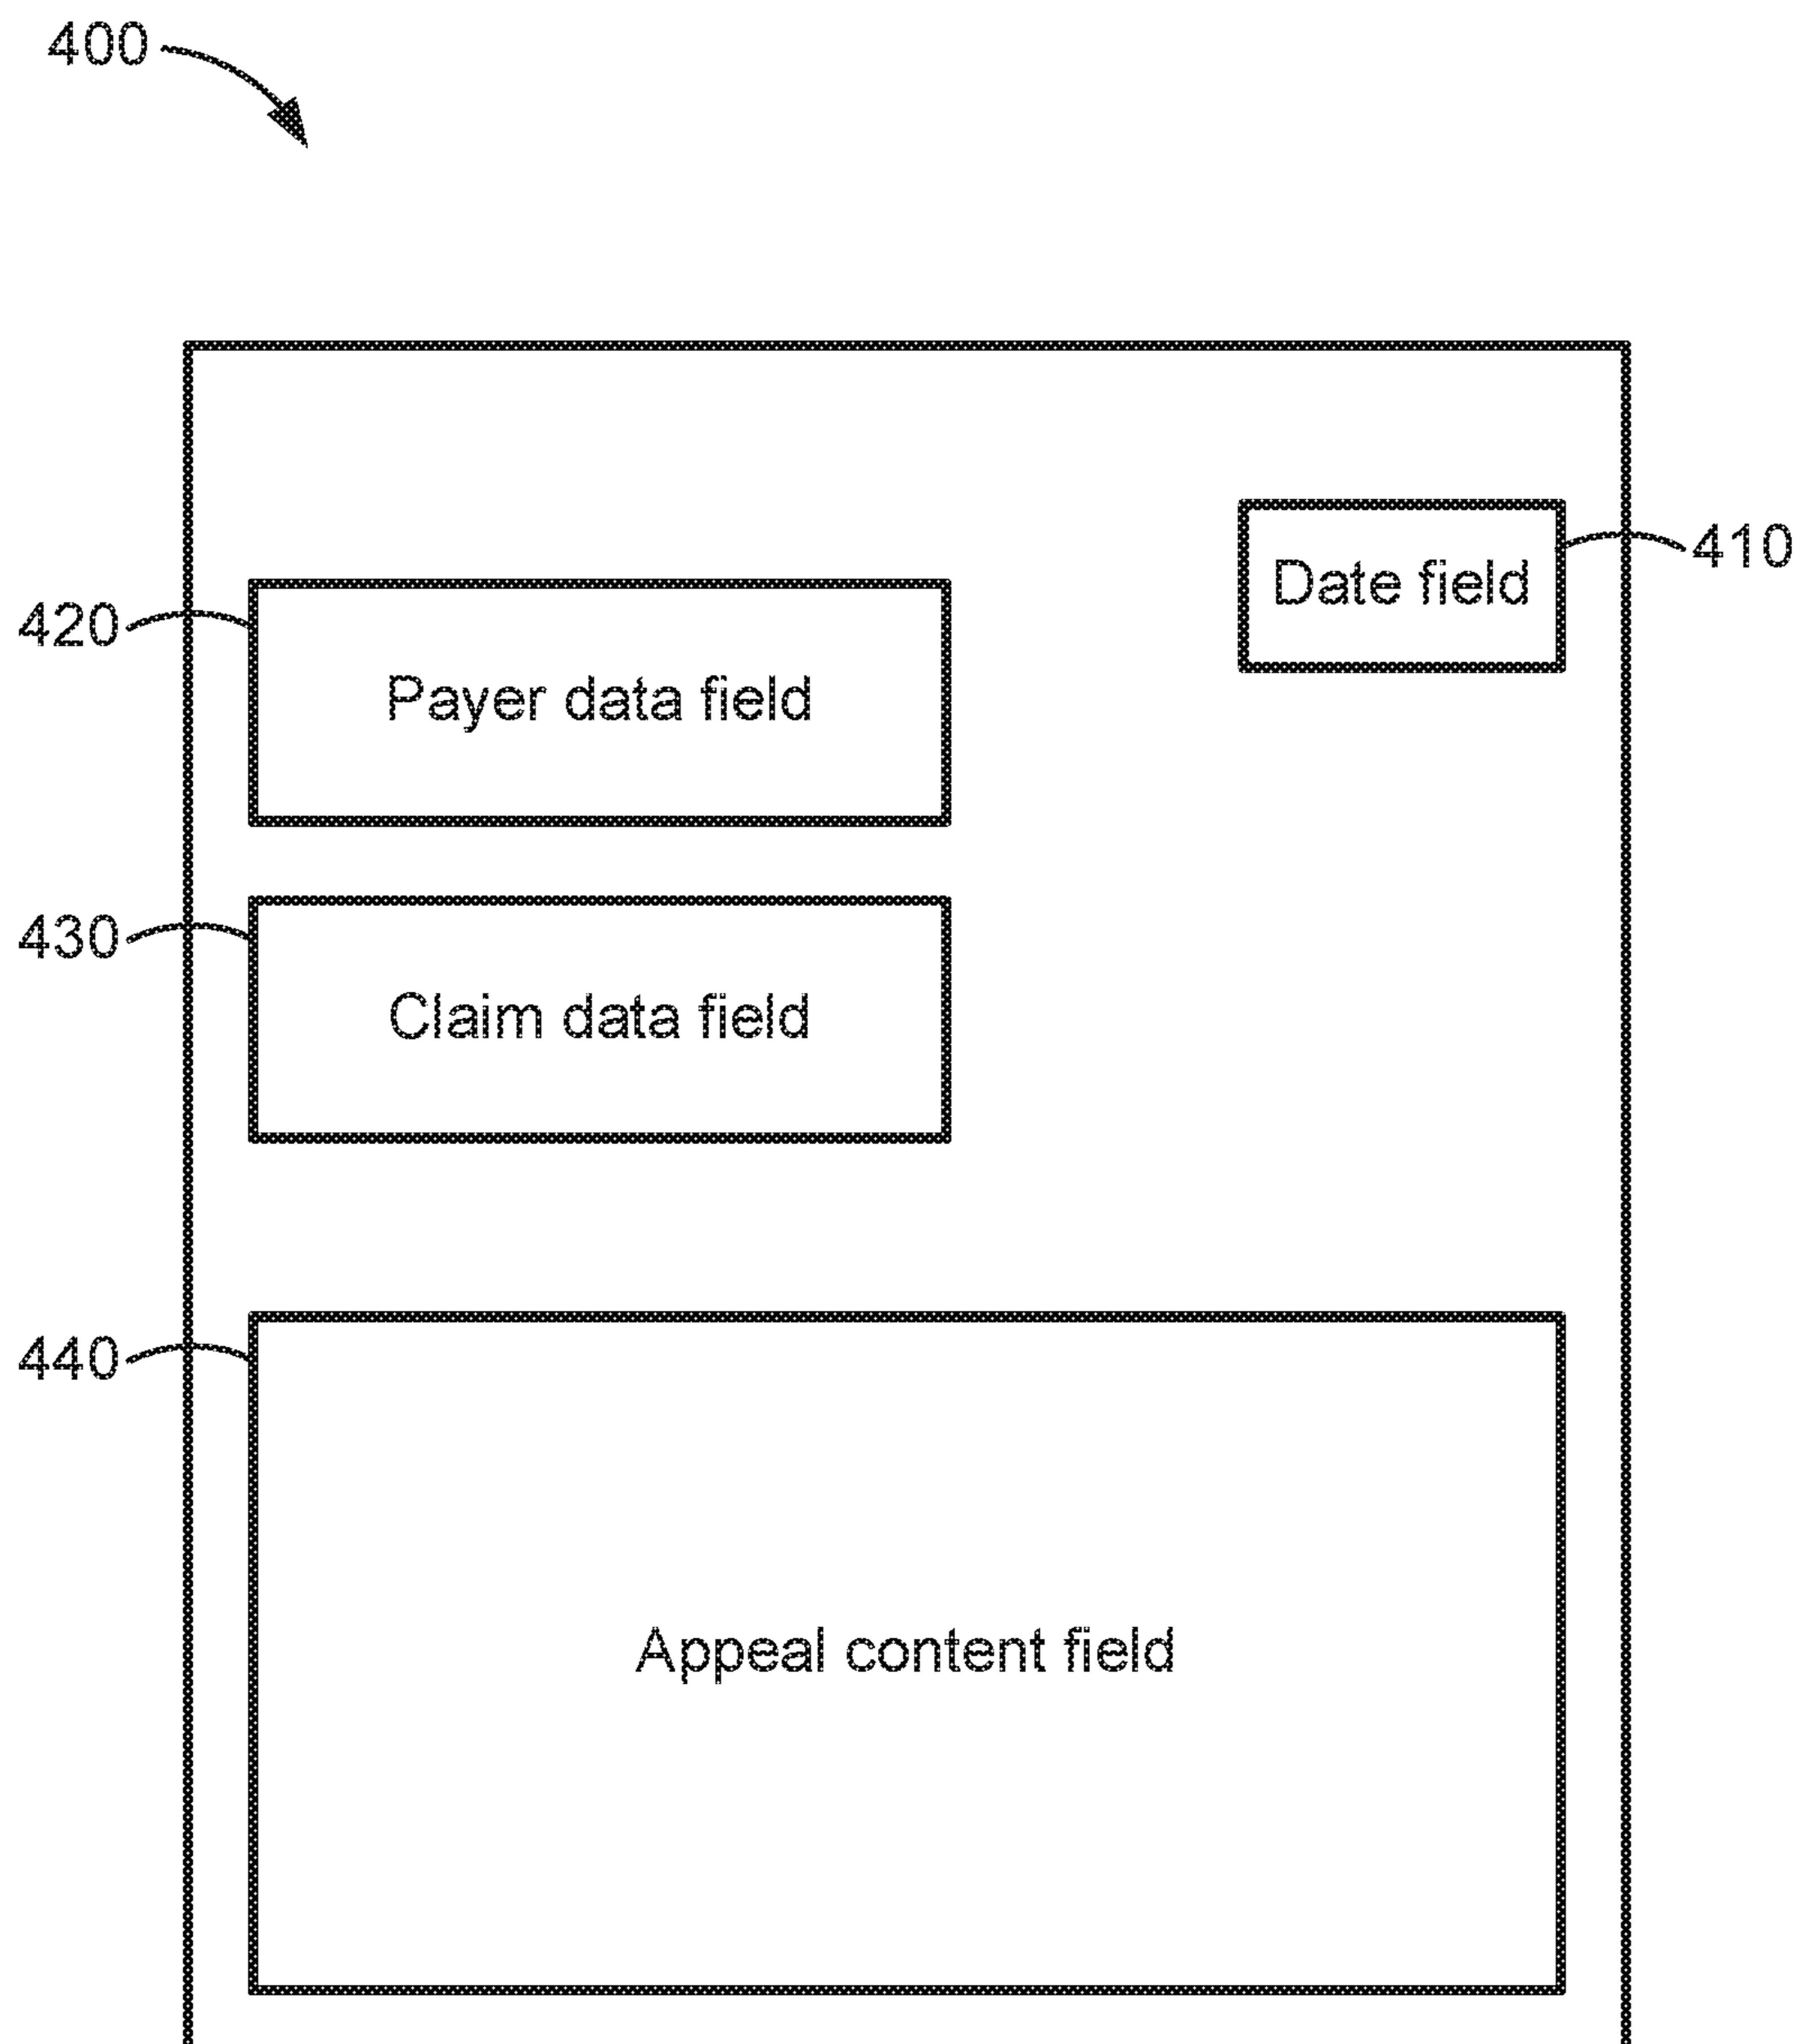 400
410
Date field
420
Payer data field
430
Claim data field
440
Appeal content field